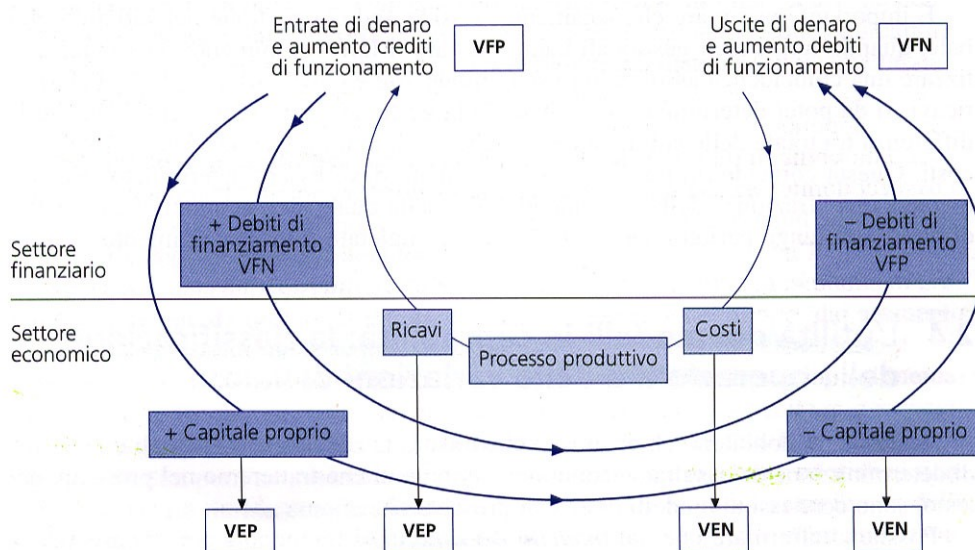 Entrate di denaro
e aumento crediti
di funzionamento
VFP
Uscite di denaro
e aumento debiti
di funzionamento
VFN
+ Debiti di
finanziamento
VFN
– Debiti di
finanziamento
VFP
Settore
finanziario
Settore
economico
Ricavi
Processo produttivo
Costi
+ Capitale proprio
– Capitale proprio
VEP
VEP
VEN
VEN